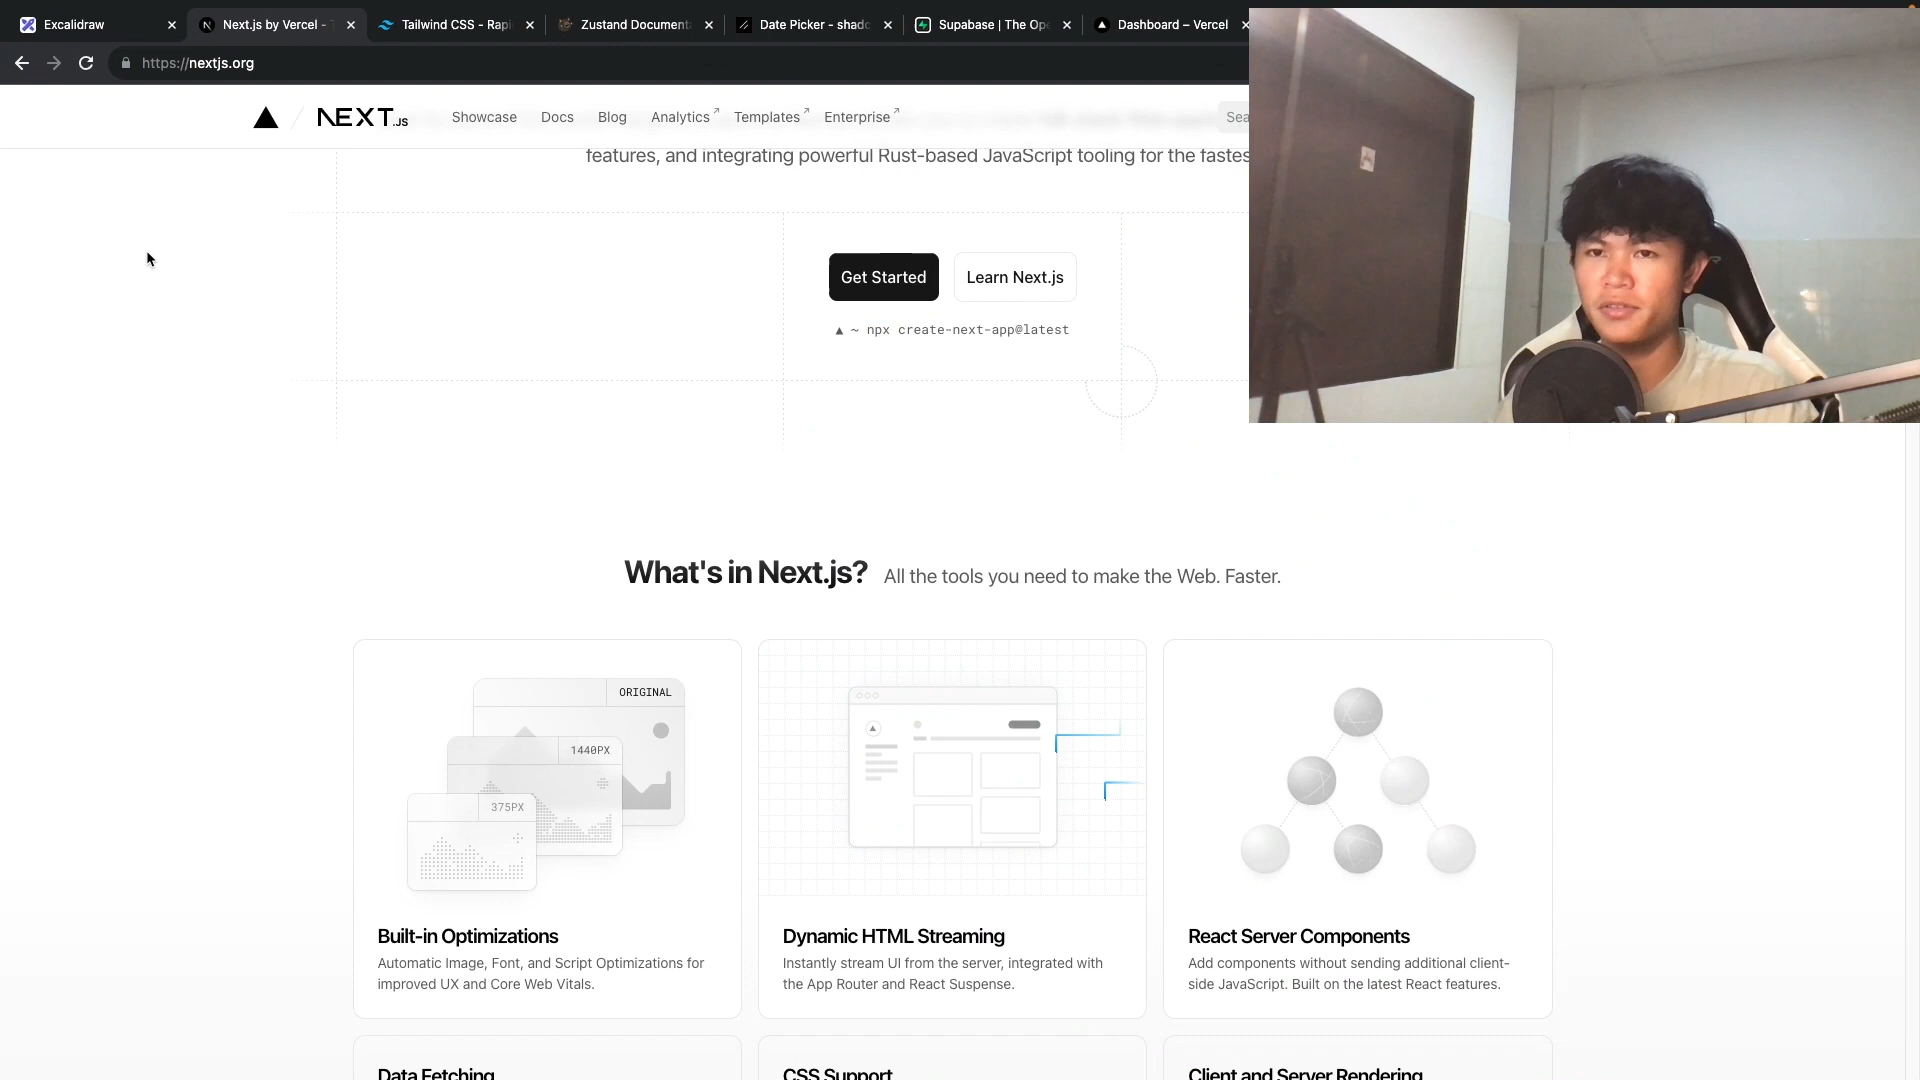 Excalidraw
Next.js by Vercel -
Tailwind CSS - Rapi
Zustand Document
Date Picker - shadc
Supabase | The Op
Dashboard – Vercel
https://nextjs.org
NEXT.JS
Showcase
Docs
Blog
Analytics
Templates
Enterprise
Sea
features, and integrating powerful Rust-based JavaScript tooling for the fastes
Get Started
Learn Next.js
▲ ~ npx create-next-app@latest
What's in Next.js? All the tools you need to make the Web. Faster.
ORIGINAL
1440PX
375PX
Built-in Optimizations
Automatic Image, Font, and Script Optimizations for
improved UX and Core Web Vitals.
Dynamic HTML Streaming
Instantly stream UI from the server, integrated with
the App Router and React Suspense.
React Server Components
Add components without sending additional client-
side JavaScript. Built on the latest React features.
Data Fetching
CSS Support
Client and Server Rendering